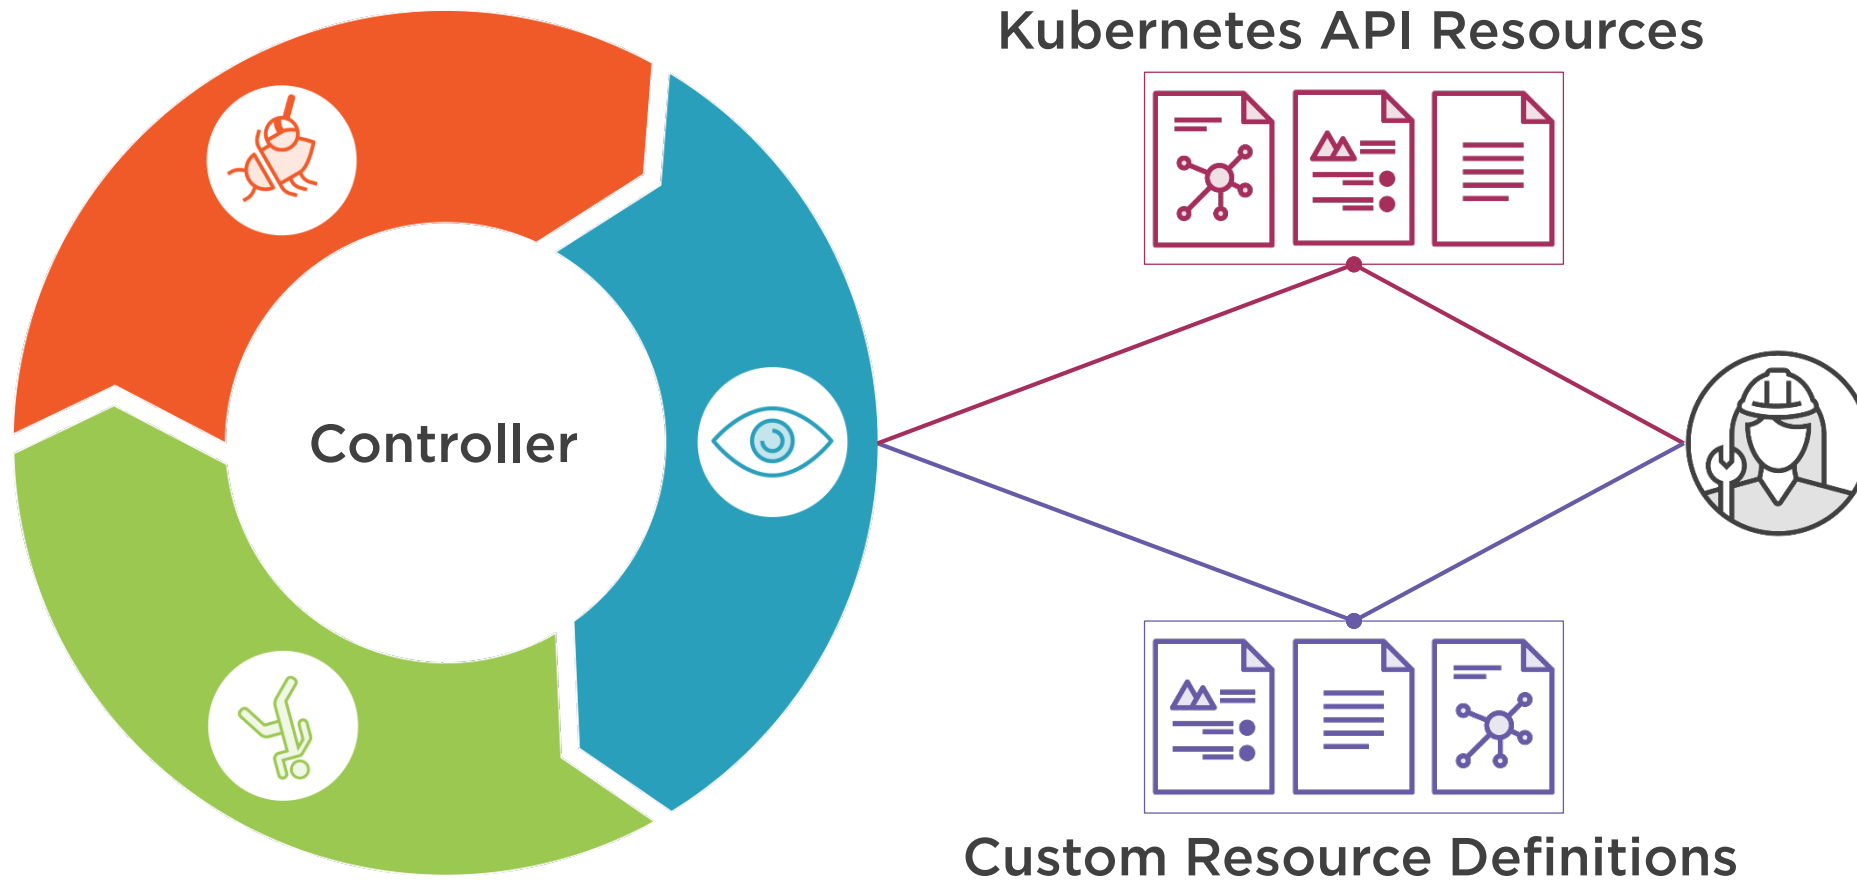 Kubernetes API Resources
Controller
Custom Resource Definitions